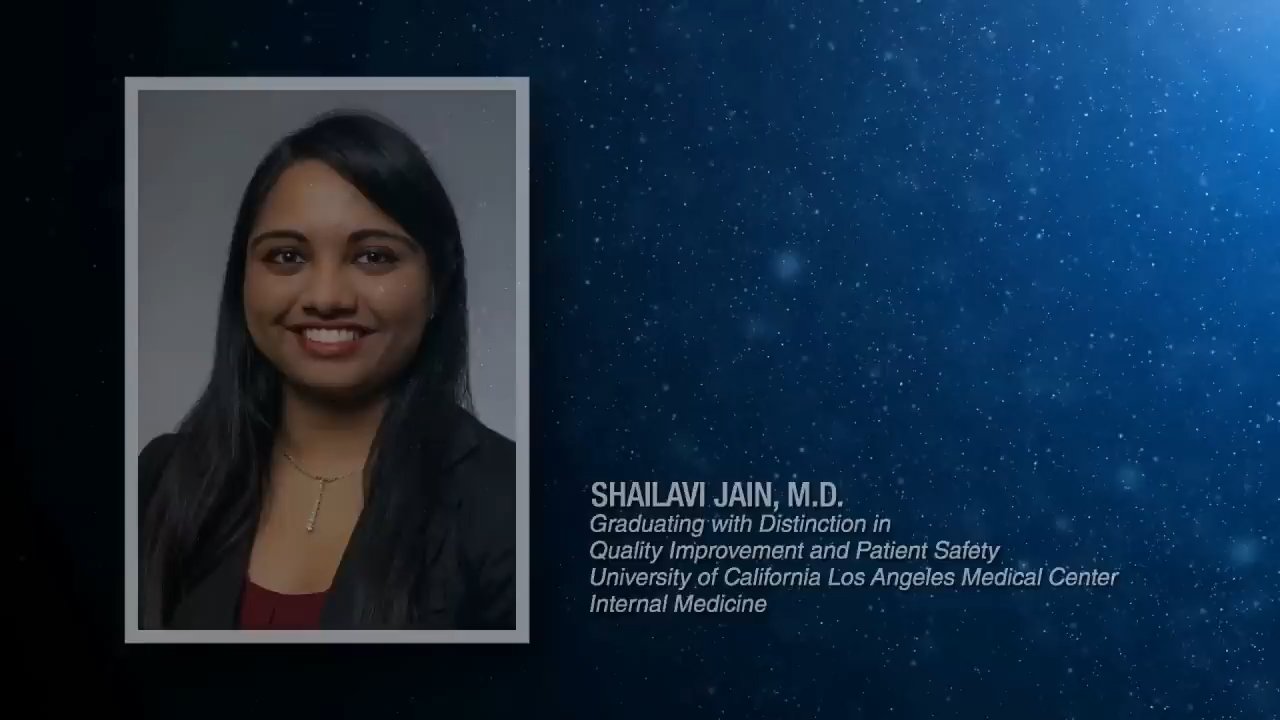 SHAILAVI JAIN, M.D.
Graduating with Distinction in
Quality Improvement and Patient Safety
University of California Los Angeles Medical Center
Internal Medicine